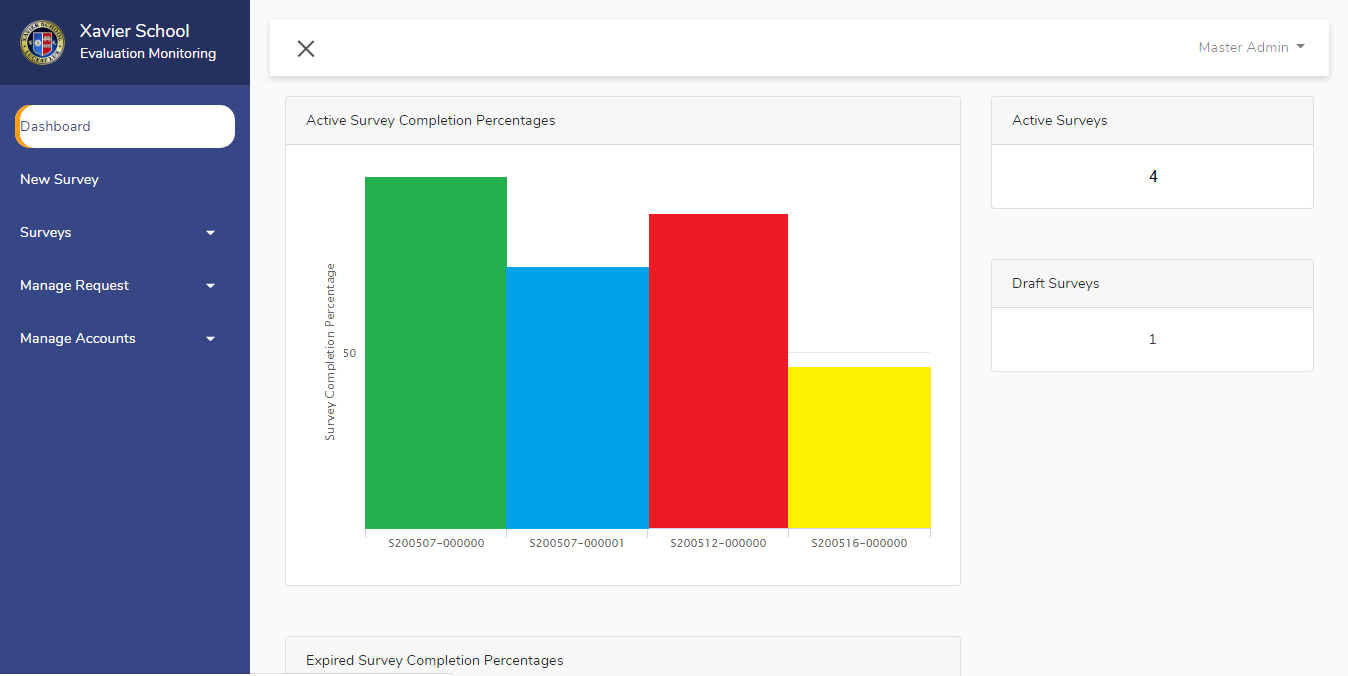 Xavier School
Evaluation Monitoring
Master Admin
Dashboard
New Survey
Surveys
Manage Request
Manage Accounts
Active Survey Completion Percentages
Survey Completion Percentage
50
S200507-000000
S200507-000001
S200512-000000
S200516-000000
Active Surveys
4
Draft Surveys
1
Expired Survey Completion Percentages